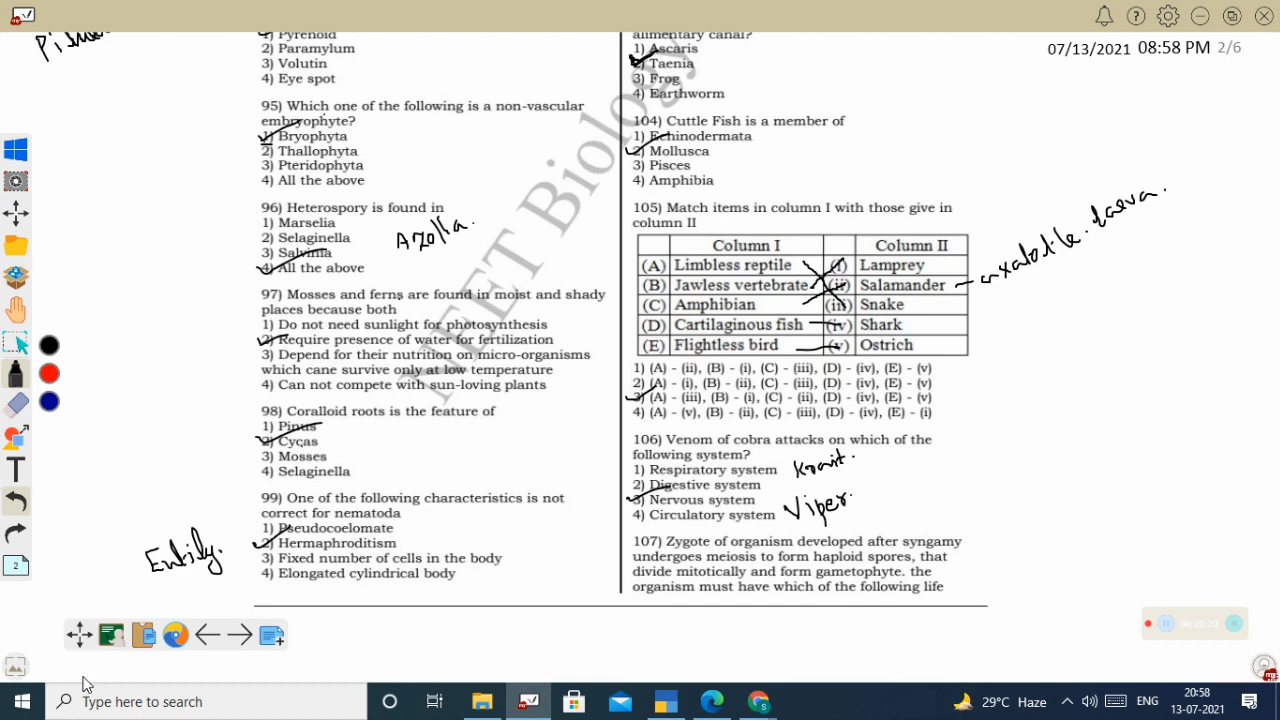 07/13/2021 08:58 PM 2/6
1) Pyrenoid
2) Paramylum
3) Volutin
4) Eye spot
95) Which one of the following is a non-vascular
embryophyte?
1) Bryophyta
2) Thallophyta
3) Pteridophyta
4) All the above
96) Heterospory is found in
1) Marselia
2) Selaginella
3) Salvinia
4) All the above
Azolla.
97) Mosses and ferns are found in moist and shady
places because both
1) Do not need sunlight for photosynthesis
2) Require presence of water for fertilization
3) Depend for their nutrition on micro-organisms
which cane survive only at low temperature
4) Can not compete with sun-loving plants
98) Coralloid roots is the feature of
1) Pinus
2) Cycas
3) Mosses
4) Selaginella
99) One of the following characteristics is not
correct for nematoda
1) Pseudocoelomate
2) Hermaphroditism
3) Fixed number of cells in the body
4) Elongated cylindrical body
alimentary canal?
1) Ascaris
2) Taenia
3) Frog
4) Earthworm
104) Cuttle Fish is a member of
1) Echinodermata
2) Mollusca
3) Pisces
4) Amphibia
105) Match items in column I with those give in
column II
Column I Column II
(A) Limbless reptile (i) Lamprey
(B) Jawless vertebrate (ii) Salamander
(C) Amphibian (iii) Snake
(D) Cartilaginous fish (iv) Shark
(E) Flightless bird (v) Ostrich
1) (A) - (ii), (B) - (i), (C) - (iii), (D) - (iv), (E) - (v)
2) (A) - (i), (B) - (ii), (C) - (iii), (D) - (iv), (E) - (v)
3) (A) - (iii), (B) - (i), (C) - (ii), (D) - (iv), (E) - (v)
4) (A) - (v), (B) - (ii), (C) - (iii), (D) - (iv), (E) - (i)
106) Venom of cobra attacks on which of the
following system?
1) Respiratory system
2) Digestive system
3) Nervous system
4) Circulatory system
Krait.
Viper.
107) Zygote of organism developed after syngamy
undergoes meiosis to form haploid spores, that
divide mitotically and form gametophyte. the
organism must have which of the following life
NEET Biology
2
00:20:20
Type here to search
29°C Haze
ENG
20:58
13-07-2021